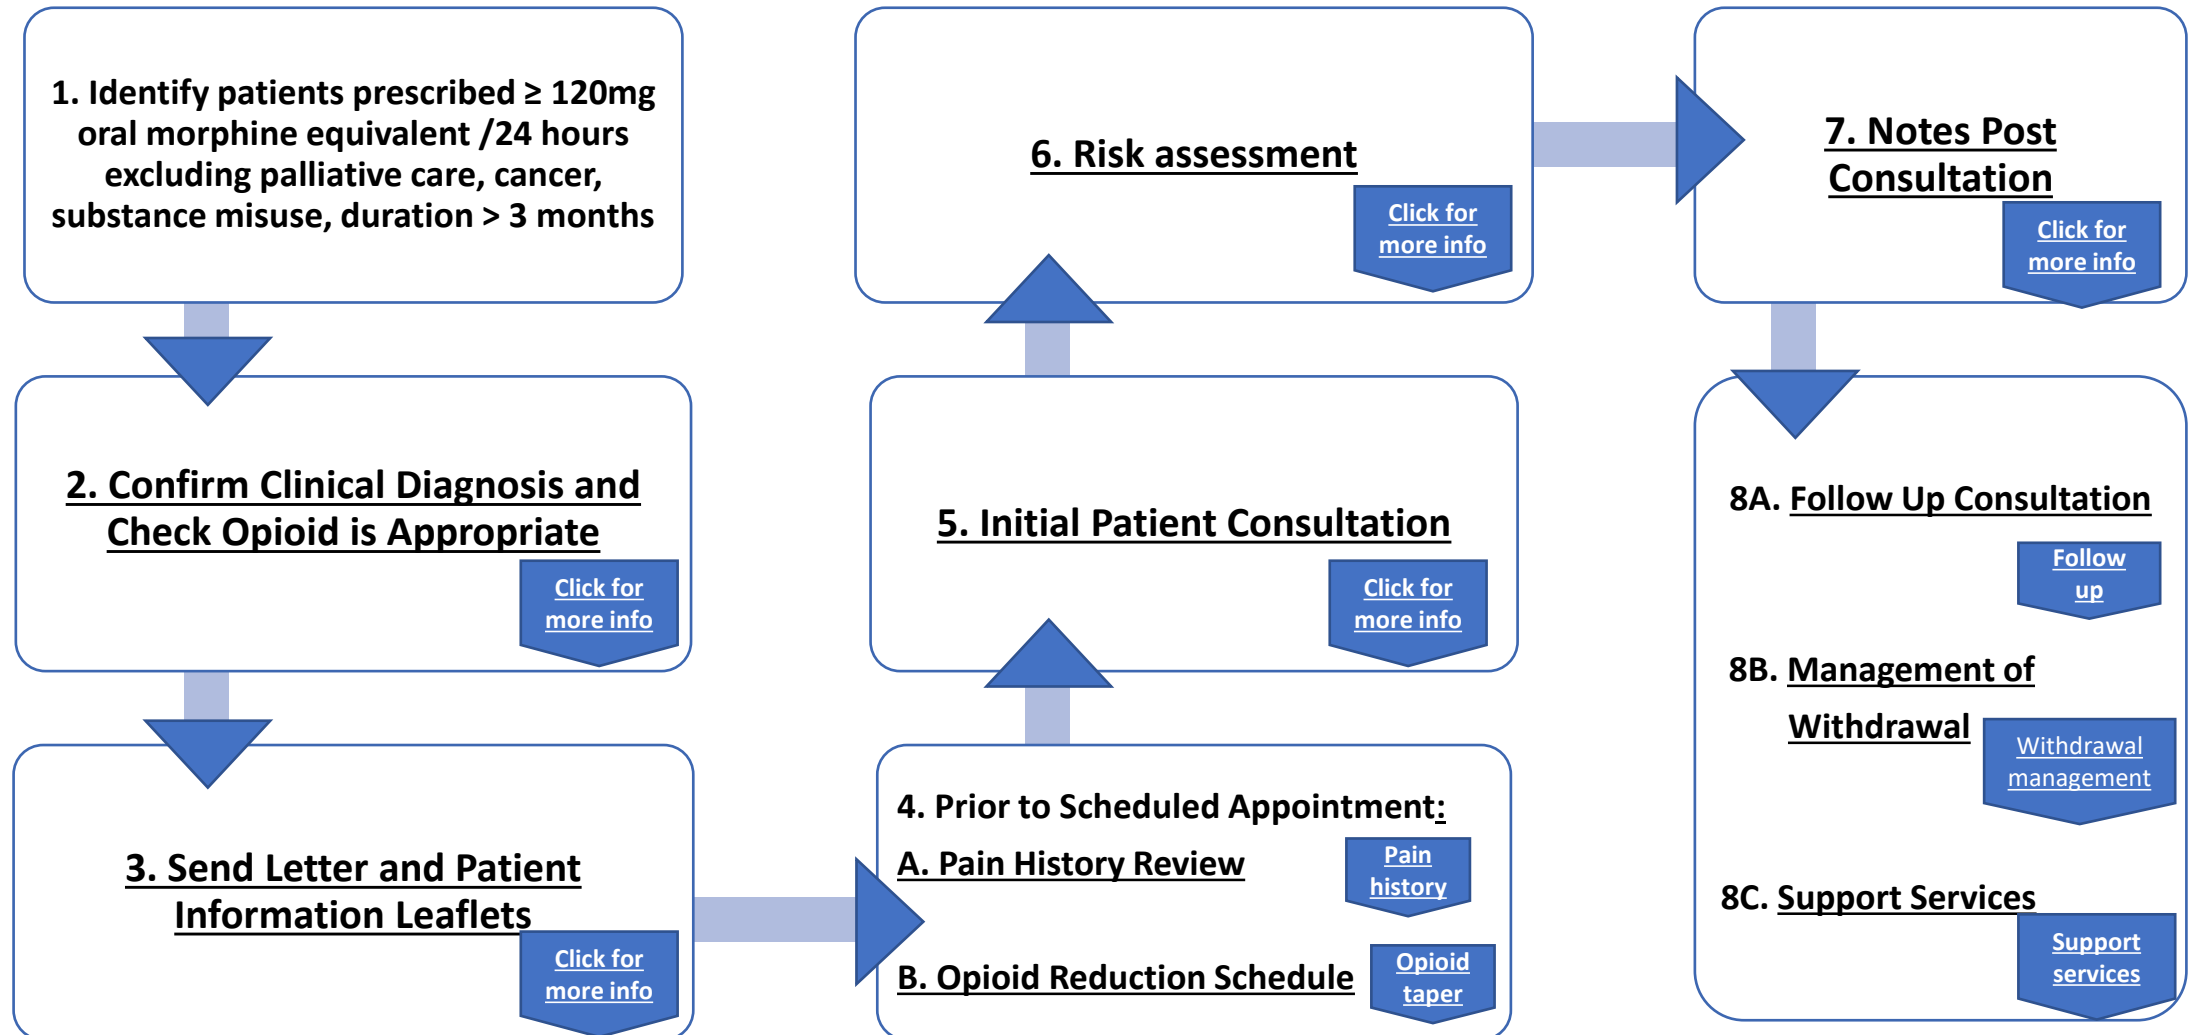 1. Identify patients prescribed ≥ 120mg
oral morphine equivalent /24 hours
excluding palliative care, cancer,
substance misuse, duration > 3 months
2. Confirm Clinical Diagnosis and
Check Opioid is Appropriate
Click for
more info
3. Send Letter and Patient
Information Leaflets
Click for
more info
4. Prior to Scheduled Appointment:
A. Pain History Review
Pain
history
B. Opioid Reduction Schedule
Opioid
taper
5. Initial Patient Consultation
Click for
more info
6. Risk assessment
Click for
more info
7. Notes Post
Consultation
Click for
more info
8A. Follow Up Consultation
Follow
up
8B. Management of
Withdrawal
Withdrawal
management
8C. Support Services
Support
services